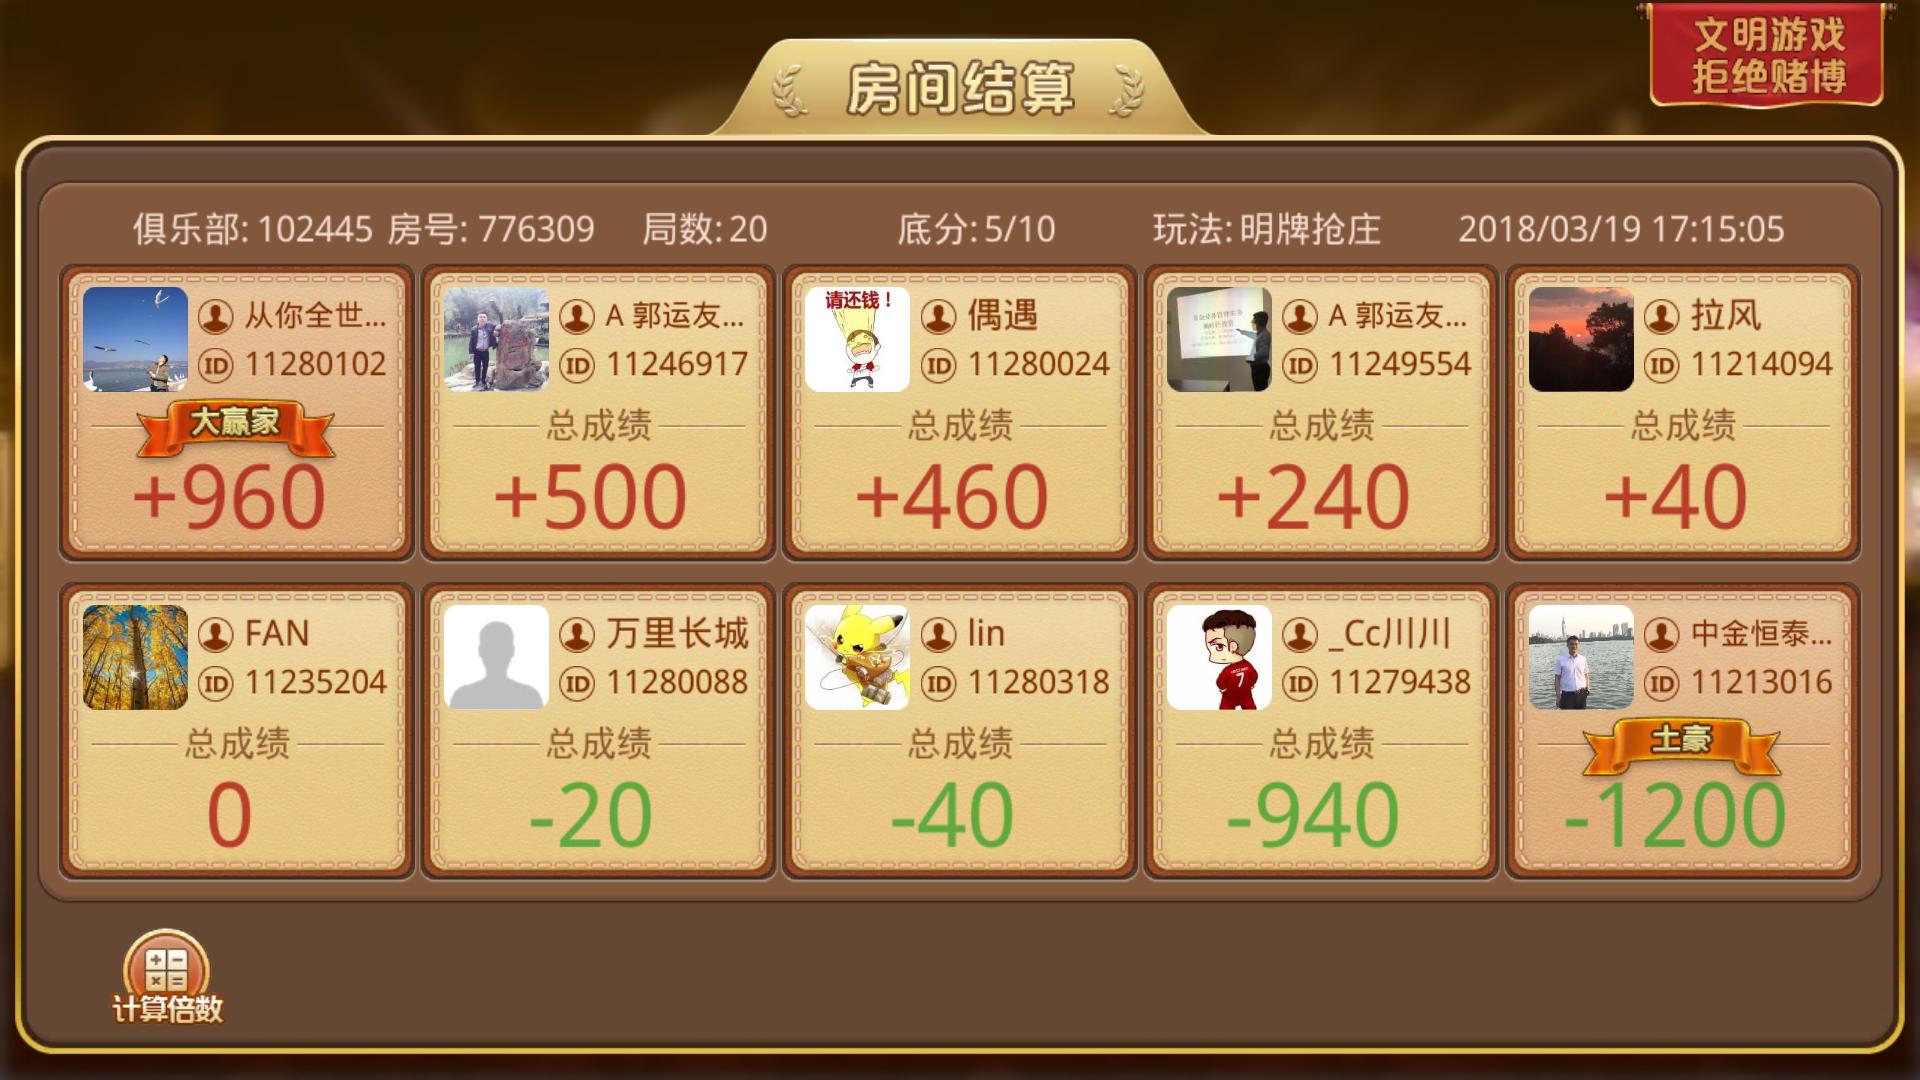 文明游戏
拒绝赌博
房间结算
俱乐部: 102445 房号: 776309 局数: 20 底分: 5/10 玩法: 明牌抢庄 2018/03/19 17:15:05
从你全世...
ID 11280102
大赢家
+960
A 郭运友...
ID 11246917
总成绩
+500
请还钱！
偶遇
ID 11280024
总成绩
+460
A 郭运友...
ID 11249554
总成绩
+240
拉风
ID 11214094
总成绩
+40
FAN
ID 11235204
总成绩
0
万里长城
ID 11280088
总成绩
-20
lin
ID 11280318
总成绩
-40
_Cc川川
ID 11279438
7
总成绩
-940
中金恒泰...
ID 11213016
土豪
-1200
计算倍数